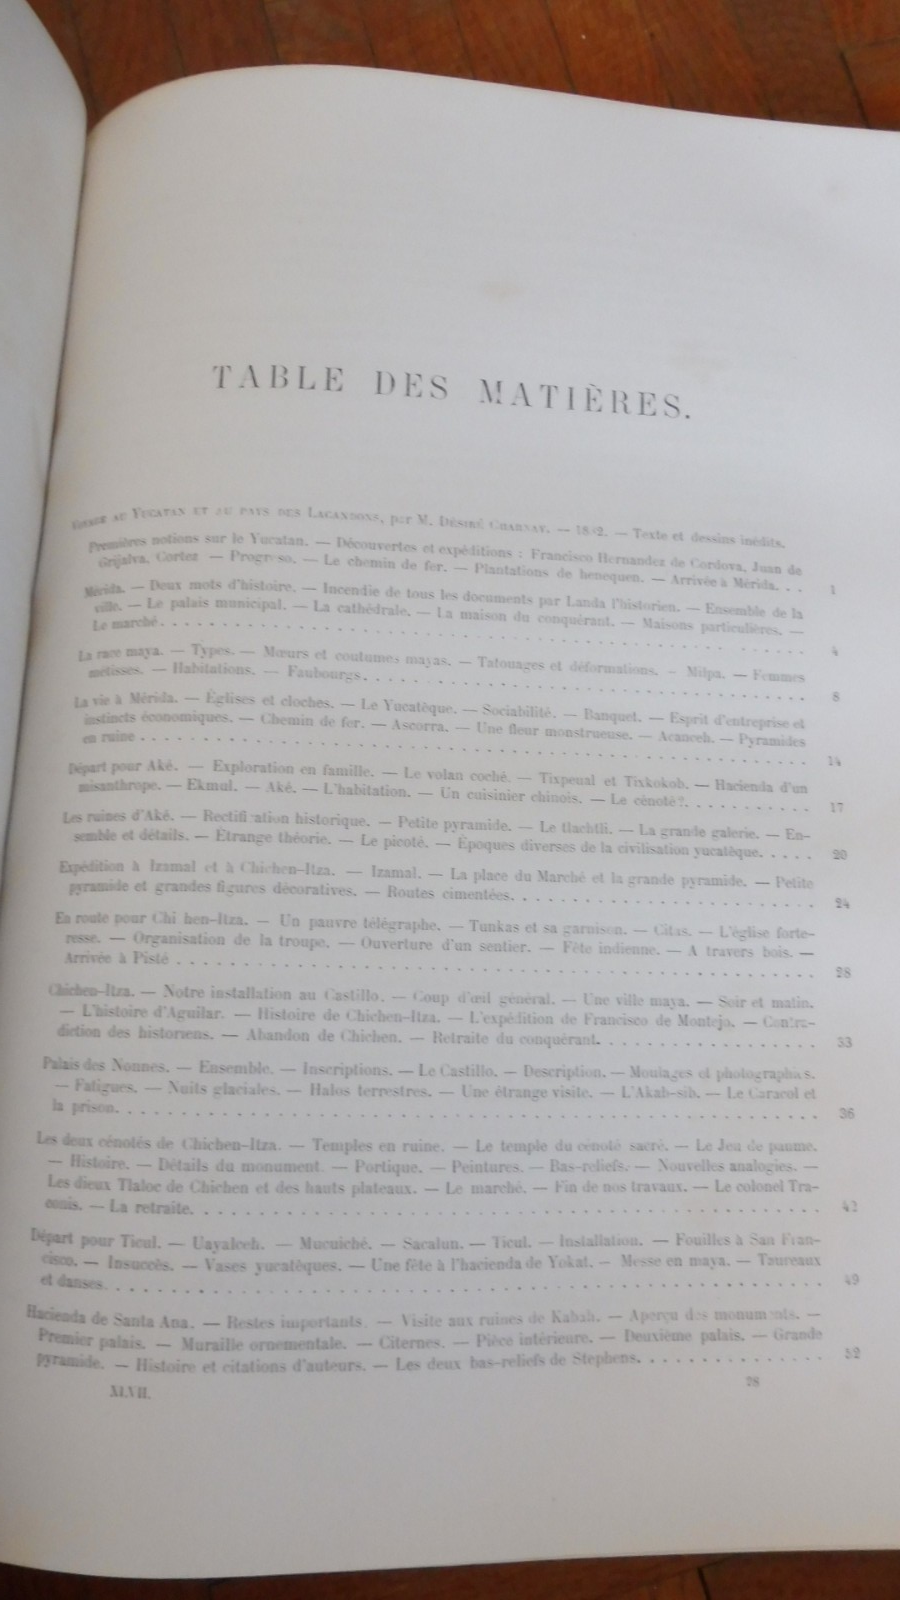 TABLE DES MATIÈRES.
VOYAGE AU YUCATAN ET AU PAYS DES LACANDONS, par M. DÉSIRÉ CHARNAY. — 1882. — Texte et dessins inédits.
Premières notions sur le Yucatan. — Découvertes et expéditions : Francisco Hernandez de Cordova, Juan de
Grijalva, Cortez — Progreso. — Le chemin de fer. — Plantations de henequen. — Arrivée à Mérida. . . 1
Mérida. — Deux mots d'histoire. — Incendie de tous les documents par Landa l'historien. — Ensemble de la
ville. — Le palais municipal. — La cathédrale. — La maison du conquérant. — Maisons particulières. —
Le marché. . . . . . . . . . . . . . . . . . . . . . . . . . . . . . 4
La race maya. — Types. — Mœurs et coutumes mayas. — Tatouages et déformations. — Milpa. — Femmes
métisses. — Habitations. — Faubourgs. . . . . . . . . . . . . . . . . . . . 8
La vie à Mérida. — Églises et cloches. — Le Yucatèque. — Sociabilité. — Banquet. — Esprit d'entreprise et
instincts économiques. — Chemin de fer. — Ascorra. — Une fleur monstrueuse. — Acanceh. — Pyramides
en ruine . . . . . . . . . . . . . . . . . . . . . . . . . . . . . . 14
Départ pour Aké. — Exploration en famille. — Le volan coché. — Tixpeual et Tixkokob. — Hacienda d'un
misanthrope. — Ekmul. — Aké. — L'habitation. — Un cuisinier chinois. — Le cénoté?. . . . . . . . . 17
Les ruines d'Aké. — Rectification historique. — Petite pyramide. — Le tlachtli. — La grande galerie. — En-
semble et détails. — Étrange théorie. — Le picoté. — Époques diverses de la civilisation yucatèque. . . . . 20
Expédition à Izamal et à Chichen-Itza. — Izamal. — La place du Marché et la grande pyramide. — Petite
pyramide et grandes figures décoratives. — Routes cimentées. . . . . . . . . . . . . . . . 24
En route pour Chi hen-Itza. — Un pauvre télégraphe. — Tunkas et sa garnison. — Citas. — L'église forte-
resse. — Organisation de la troupe. — Ouverture d'un sentier. — Fête indienne. — A travers bois. —
Arrivée à Pisté . . . . . . . . . . . . . . . . . . . . . . . . . . . . 28
Chichen-Itza. — Notre installation au Castillo. — Coup d'œil général. — Une ville maya. — Soir et matin.
— L'histoire d'Aguilar. — Histoire de Chichen-Itza. — L'expédition de Francisco de Montejo. — Contra-
diction des historiens. — Abandon de Chichen. — Retraite du conquérant. . . . . . . . . . . . 33
Palais des Nonnes. — Ensemble. — Inscriptions. — Le Castillo. — Description. — Moulages et photographies.
— Fatigues. — Nuits glaciales. — Halos terrestres. — Une étrange visite. — L'Akab-sib. — Le Caracol et
la prison. . . . . . . . . . . . . . . . . . . . . . . . . . . . . . 36
Les deux cénotés de Chichen-Itza. — Temples en ruine. — Le temple du cénoté sacré. — Le Jeu de paume.
— Histoire. — Détails du monument. — Portique. — Peintures. — Bas-reliefs. — Nouvelles analogies. —
Les dieux Tlaloc de Chichen et des hauts plateaux. — Le marché. — Fin de nos travaux. — Le colonel Tra-
conis. — La retraite. . . . . . . . . . . . . . . . . . . . . . . . . . 42
Départ pour Ticul. — Uayalceh. — Mucuiché. — Sacalun. — Ticul. — Installation. — Fouilles à San Fran-
cisco. — Insuccès. — Vases yucatèques. — Une fête à l'hacienda de Yokat. — Messe en maya. — Taureaux
et danses. . . . . . . . . . . . . . . . . . . . . . . . . . . . . . 49
Hacienda de Santa Ana. — Restes importants. — Visite aux ruines de Kabah. — Aperçu des monuments. —
Premier palais. — Muraille ornementale. — Citernes. — Pièce intérieure. — Deuxième palais. — Grande
pyramide. — Histoire et citations d'auteurs. — Les deux bas-reliefs de Stephens. . . . . . . . . . 52
XLVII. 28